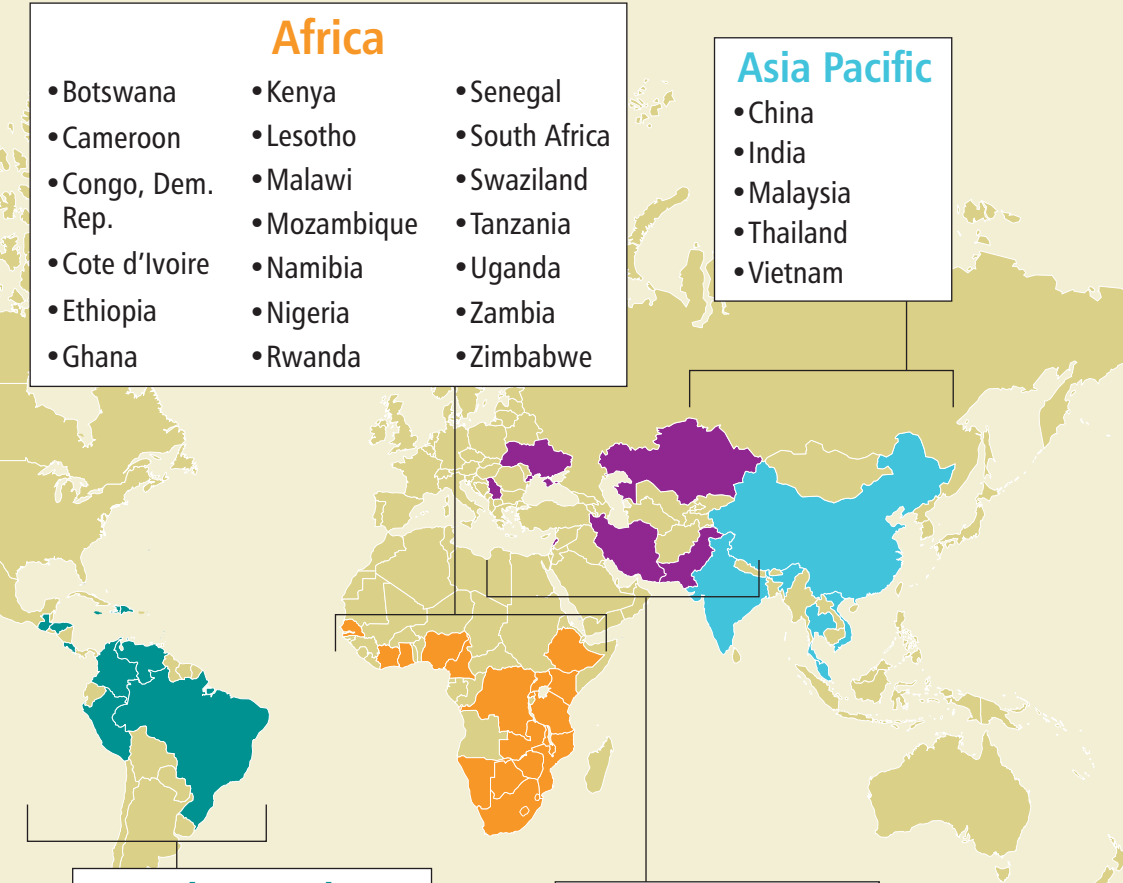 Africa
•Botswana
•Cameroon
•Congo, Dem.
Rep.
•Cote d’Ivoire
•Ethiopia
•Ghana
•Kenya
•Lesotho
•Malawi
•Mozambique
•Namibia
•Nigeria
•Rwanda
•Senegal
•South Africa
•Swaziland
•Tanzania
•Uganda
•Zambia
•Zimbabwe
Asia Pacific
•China
•India
•Malaysia
•Thailand
•Vietnam